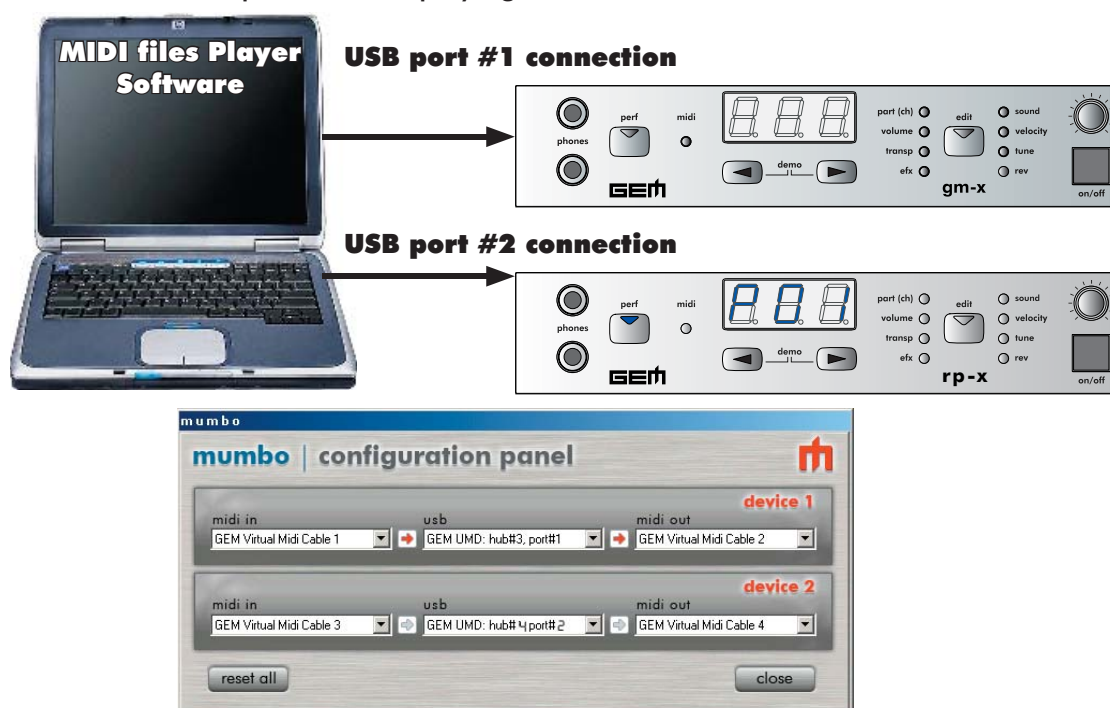 MIDI files Player
Software
USB port #1 connection
phones
perf
midi
demo
part (ch)
volume
transp
efx
edit
sound
velocity
tune
rev
on/off
GEM
gm-x
USB port #2 connection
phones
perf
midi
P01
demo
part (ch)
volume
transp
efx
edit
sound
velocity
tune
rev
on/off
GEM
rp-x
mumbo
mumbo | configuration panel
device 1
midi in
usb
midi out
GEM Virtual Midi Cable 1
GEM UMD: hub#3, port#1
GEM Virtual Midi Cable 2
device 2
midi in
usb
midi out
GEM Virtual Midi Cable 3
GEM UMD: hub#4 port#2
GEM Virtual Midi Cable 4
reset all
close